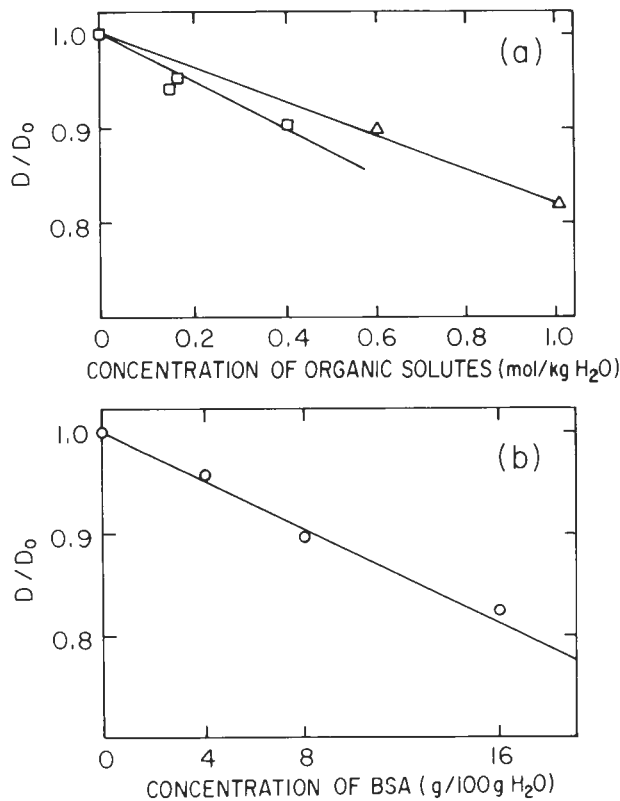 (a)
1.0
0.9
0.8
D/D₀
0 0.2 0.4 0.6 0.8 1.0
CONCENTRATION OF ORGANIC SOLUTES (mol/kg H₂O)
(b)
1.0
0.9
0.8
D/D₀
0 4 8 16
CONCENTRATION OF BSA (g/100g H₂O)